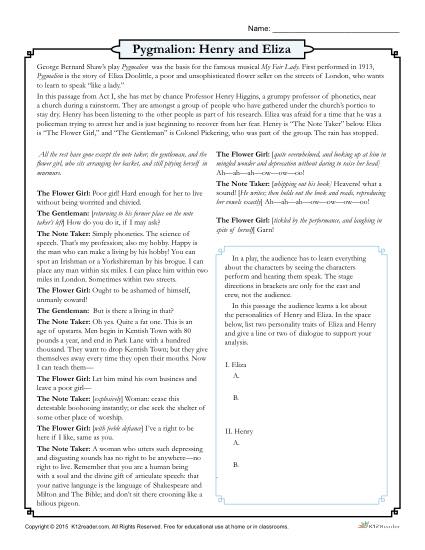 Name:
Pygmalion: Henry and Eliza
George Bernard Shaw's play Pygmalion was the basis for the famous musical My Fair Lady. First performed in 1913,
Pygmalion is the story of Eliza Doolittle, a poor and unsophisticated flower seller on the streets of London, who wants
to learn to speak "like a lady."
In this passage from Act I, she has met by chance Professor Henry Higgins, a grumpy professor of phonetics, near
a church during a rainstorm. They are amongst a group of people who have gathered under the church's portico to
stay dry. Henry has been listening to the other people as part of his research. Eliza was afraid for a time that he was a
policeman trying to arrest her and is just beginning to recover from her fear. Henry is "The Note Taker" below. Eliza
is "The Flower Girl," and "The Gentleman" is Colonel Pickering, who was part of the group. The rain has stopped.
All the rest have gone except the note taker, the gentleman, and the
flower girl, who sits arranging her basket, and still pitying herself in
murmurs.
The Flower Girl: Poor girl! Hard enough for her to live
without being worrited and chivied.
The Gentleman: [returning to his former place on the note
taker's left] How do you do it, if I may ask?
The Note Taker: Simply phonetics. The science of
speech. That's my profession; also my hobby. Happy is
the man who can make a living by his hobby! You can
spot an Irishman or a Yorkshireman by his brogue. I can
place any man within six miles. I can place him within two
miles in London. Sometimes within two streets.
The Flower Girl: Ought to be ashamed of himself,
unmanly coward!
The Gentleman: But is there a living in that?
The Note Taker: Oh yes. Quite a fat one. This is an
age of upstarts. Men begin in Kentish Town with 80
pounds a year, and end in Park Lane with a hundred
thousand. They want to drop Kentish Town; but they give
themselves away every time they open their mouths. Now
I can teach them—
The Flower Girl: Let him mind his own business and
leave a poor girl—
The Note Taker: [explosively] Woman: cease this
detestable boohooing instantly; or else seek the shelter of
some other place of worship.
The Flower Girl: [with feeble defiance] I've a right to be
here if I like, same as you.
The Note Taker: A woman who utters such depressing
and disgusting sounds has no right to be anywhere—no
right to live. Remember that you are a human being
with a soul and the divine gift of articulate speech: that
your native language is the language of Shakespeare and
Milton and The Bible; and don't sit there crooning like a
bilious pigeon.
The Flower Girl: [quite overwhelmed, and looking up at him in
mingled wonder and deprecation without daring to raise her head]
Ah—ah—ah—ow—ow—oo!
The Note Taker: [whipping out his book] Heavens! what a
sound! [He writes; then holds out the book and reads, reproducing
her vowels exactly] Ah—ah—ah—ow—ow—ow—oo!
The Flower Girl: [tickled by the performance, and laughing in
spite of herself] Garn!
In a play, the audience has to learn everything
about the characters by seeing the characters
perform and hearing them speak. The stage
directions in brackets are only for the cast and
crew, not the audience.
In this passage the audience learns a lot about
the personalities of Henry and Eliza. In the space
below, list two personality traits of Eliza and Henry
and give a line or two of dialogue to support your
analysis.
I. Eliza
A.
B.
II. Henry
A.
B.
Copyright © 2015 K12reader.com. All Rights Reserved. Free for educational use at home or in classrooms.
K12reader